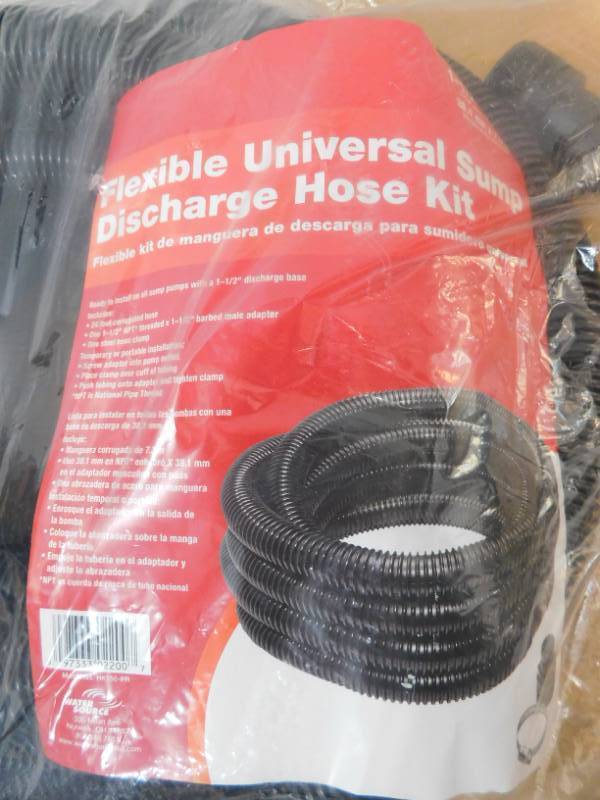 Flexible Universal Sump
Discharge Hose Kit
Flexible kit de manguera de descarga para sumidero
Ready to install on all sump pumps with a 1-1/2" discharge base
Includes:
• 24 foot corrugated hose
• One 1-1/2" NPT* threaded x 1-1/2" barbed male adapter
• One steel hose clamp
Temporary or portable installation:
• Screw adapter into pump outlet
• Place clamp over cuff of tubing
• Push tubing onto adapter and tighten clamp
*NPT is National Pipe Thread
Lista para instalar en todas las bombas con una
base de descarga de 38.1 mm
Incluye:
• Manguera corrugada de
• Uno 38.1 mm en NPT* X 38.1 mm
en el adaptador masculino con púas
• Una abrazadera de acero para manguera
Instalación temporal o portátil:
• Enrosque el adaptador en la salida de
la bomba
• Coloque la abrazadera sobre la manga
de la tubería
• Empuje la tubería en el adaptador y
ajuste la abrazadera
*NPT es cuerda de rosca de tubo nacional
WATER
SOURCE